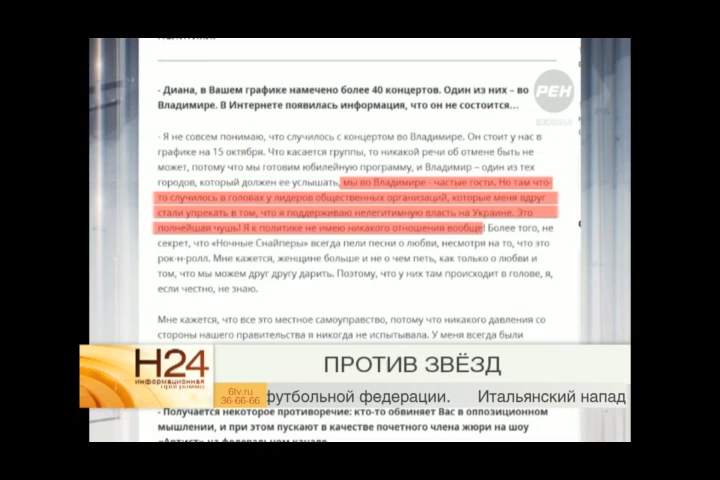 - Диана, в Вашем графике намечено более 40 концертов. Один из них – во
Владимире. В Интернете появилась информация, что он не состоится...
РЕН
- Я не совсем понимаю, что случилось с концертом во Владимире. Он стоит у нас в
графике на 15 октября. Что касается группы, то никакой речи об отмене быть не
может, потому что мы готовим юбилейную программу, и Владимир – один из тех
городов, который должен ее услышать, мы во Владимире - частые гости. Но там что-
то случилось в головах у лидеров общественных организаций, которые меня вдруг
стали упрекать в том, что я поддерживаю нелегитимную власть на Украине. Это
полнейшая чушь! Я к политике не имею никакого отношения вообще! Более того, не
секрет, что «Ночные Снайперы» всегда пели песни о любви, несмотря на то, что это
рок-н-ролл. Мне кажется, женщине больше и не о чем петь, как только о любви и
том, что мы можем друг другу дарить. Поэтому, что у них там происходит в голове, я,
если честно, не знаю.
Мне кажется, что все это местное самоуправство, потому что никакого давления со
стороны нашего правительства я никогда не испытывала. У меня всегда были
Н24
информационная
программа
ПРОТИВ ЗВЁЗД
6tv.ru
36-66-66
футбольной федерации. Итальянский напад
- Получается некоторое противоречие: кто-то обвиняет Вас в оппозиционном
мышлении, и при этом пускают в качестве почетного члена жюри на шоу
«Артист» на федеральном канале